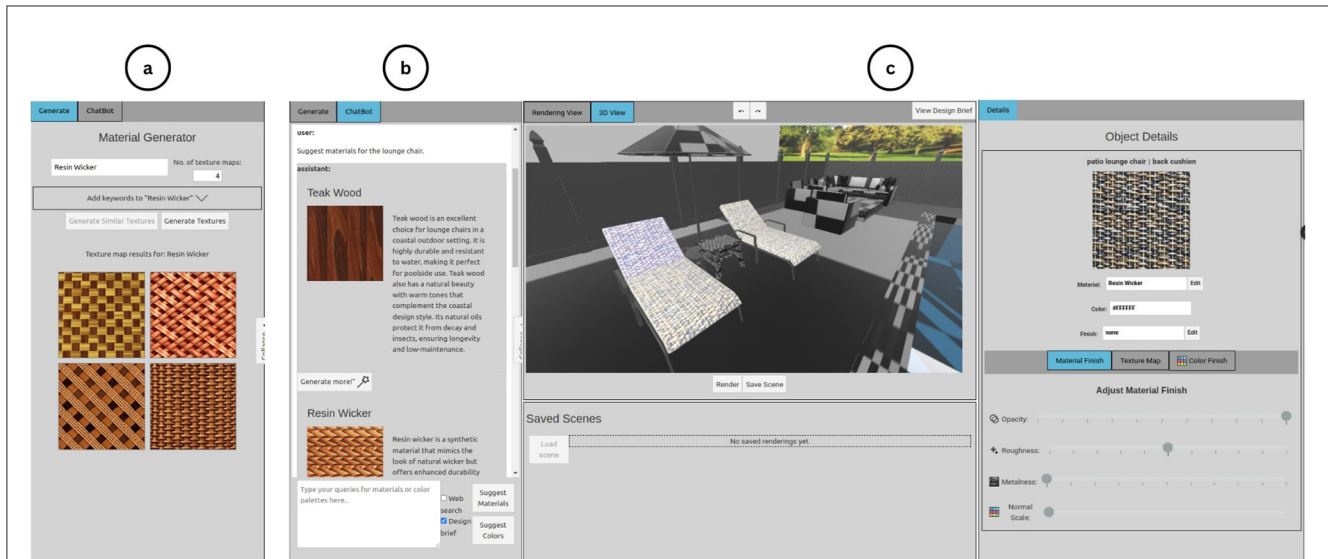 a
Generate
ChatBot
Material Generator
Resin Wicker
No. of texture maps:
4
Add keywords to "Resin Wicker"
Generate Similar Textures
Generate Textures
Texture map results for: Resin Wicker
b
Generate
ChatBot
user:
Suggest materials for the lounge chair.
assistant:
Teak Wood
Teak wood is an excellent
choice for lounge chairs in a
coastal outdoor setting. It is
highly durable and resistant
to water, making it perfect
for poolside use. Teak wood
also has a natural beauty
with warm tones that
complement the coastal
design style. Its natural oils
protect it from decay and
insects, ensuring longevity
and low-maintenance.
Generate more!"
Resin Wicker
Resin wicker is a synthetic
material that mimics the
look of natural wicker but
offers enhanced durability
Type your queries for materials or color
palettes here..
Web
search
Design
brief
Suggest
Materials
Suggest
Colors
c
Rendering View
3D View
View Design Brief
Render
Save Scene
Saved Scenes
Load
scene
No saved renderings yet.
Details
Object Details
patio lounge chair | back cushion
Material:
Resin Wicker
Edit
Color:
#FFFFFF
Finish:
none
Edit
Material Finish
Texture Map
Color Finish
Adjust Material Finish
Opacity:
Roughness:
Metalness:
Normal
Scale: